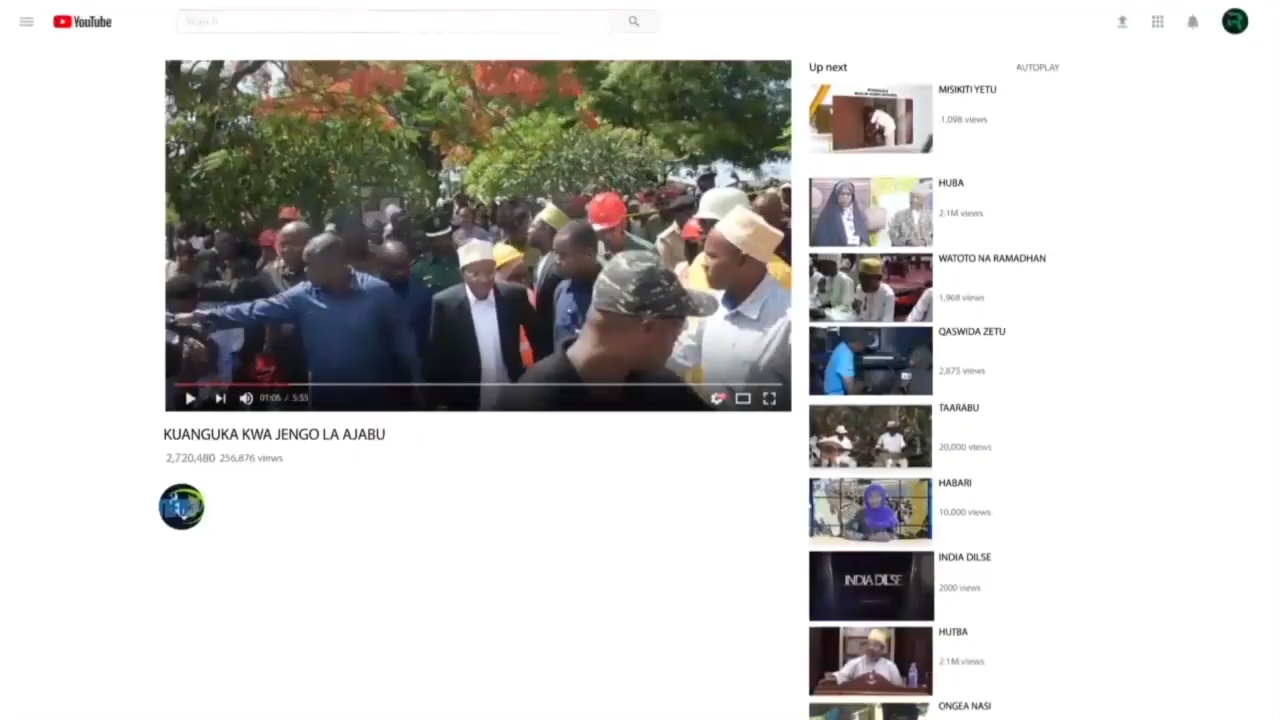 YouTube
Search
Up next
AUTOPLAY
MISIKITI YETU
1,098 views
HUBA
2.1M views
WATOTO NA RAMADHAN
1,968 views
QASWIDA ZETU
2,875 views
TAARABU
20,000 views
HABARI
10,000 views
INDIA DILSE
INDIA DILSE
2000 views
HUTBA
2.1M views
ONGEA NASI
01:05 / 5:55
KUANGUKA KWA JENGO LA AJABU
2,720,480 256,876 views